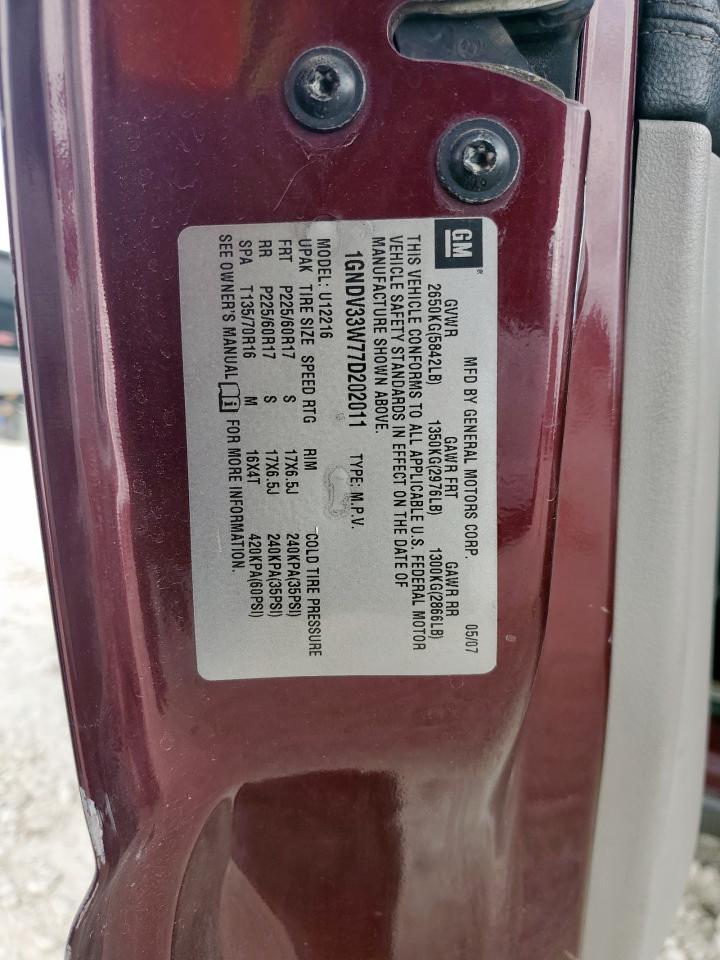 GM ®
MFD BY GENERAL MOTORS CORP. 05/07
GVWR GAWR FRT GAWR RR
2650KG(5842LB) 1350KG(2976LB) 1300KG(2866LB)
THIS VEHICLE CONFORMS TO ALL APPLICABLE U.S. FEDERAL MOTOR
VEHICLE SAFETY STANDARDS IN EFFECT ON THE DATE OF
MANUFACTURE SHOWN ABOVE.
1GNDV33W77D202011 TYPE: M.P.V.
MODEL: U12216
UPAK TIRE SIZE SPEED RTG RIM COLD TIRE PRESSURE
FRT P225/60R17 S 17X6.5J 240KPA(35PSI)
RR P225/60R17 S 17X6.5J 240KPA(35PSI)
SPA T135/70R16 M 16X4T 420KPA(60PSI)
SEE OWNER'S MANUAL i FOR MORE INFORMATION.